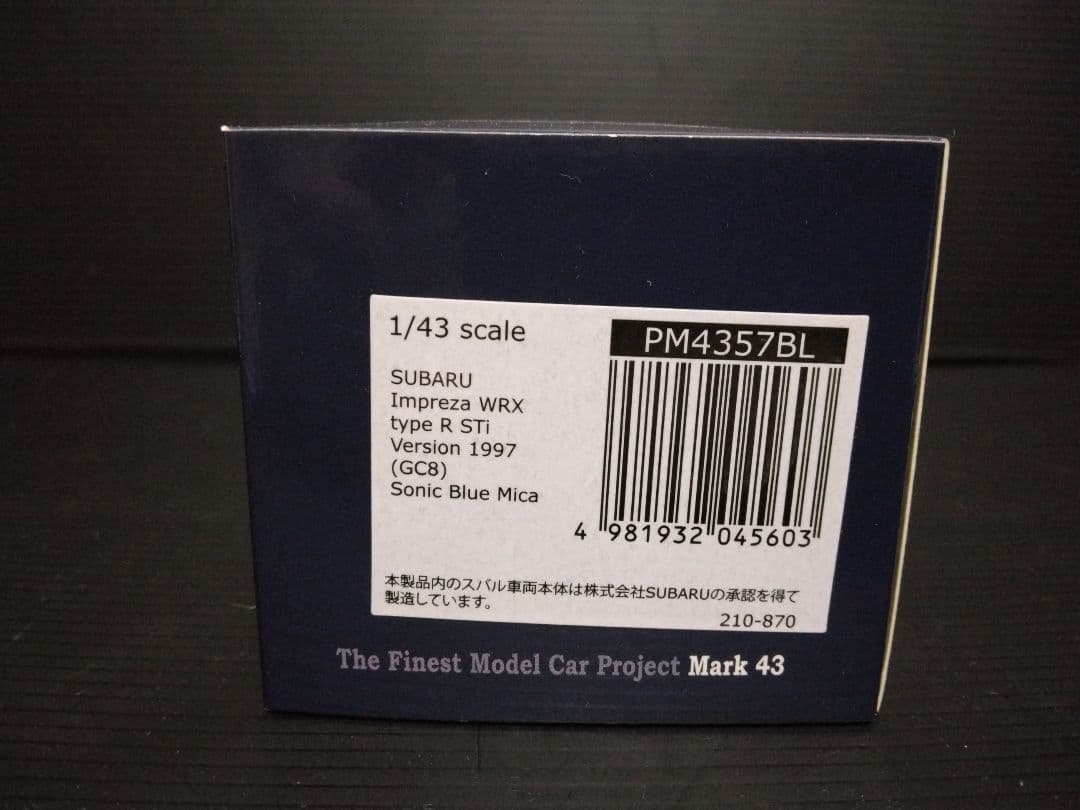 1/43 scale
PM4357BL
SUBARU
Impreza WRX
type R STi
Version 1997
(GC8)
Sonic Blue Mica
4 981932 045603
本製品内のスバル車両本体は株式会社SUBARUの承認を得て
製造しています。
210-870
The Finest Model Car Project Mark 43